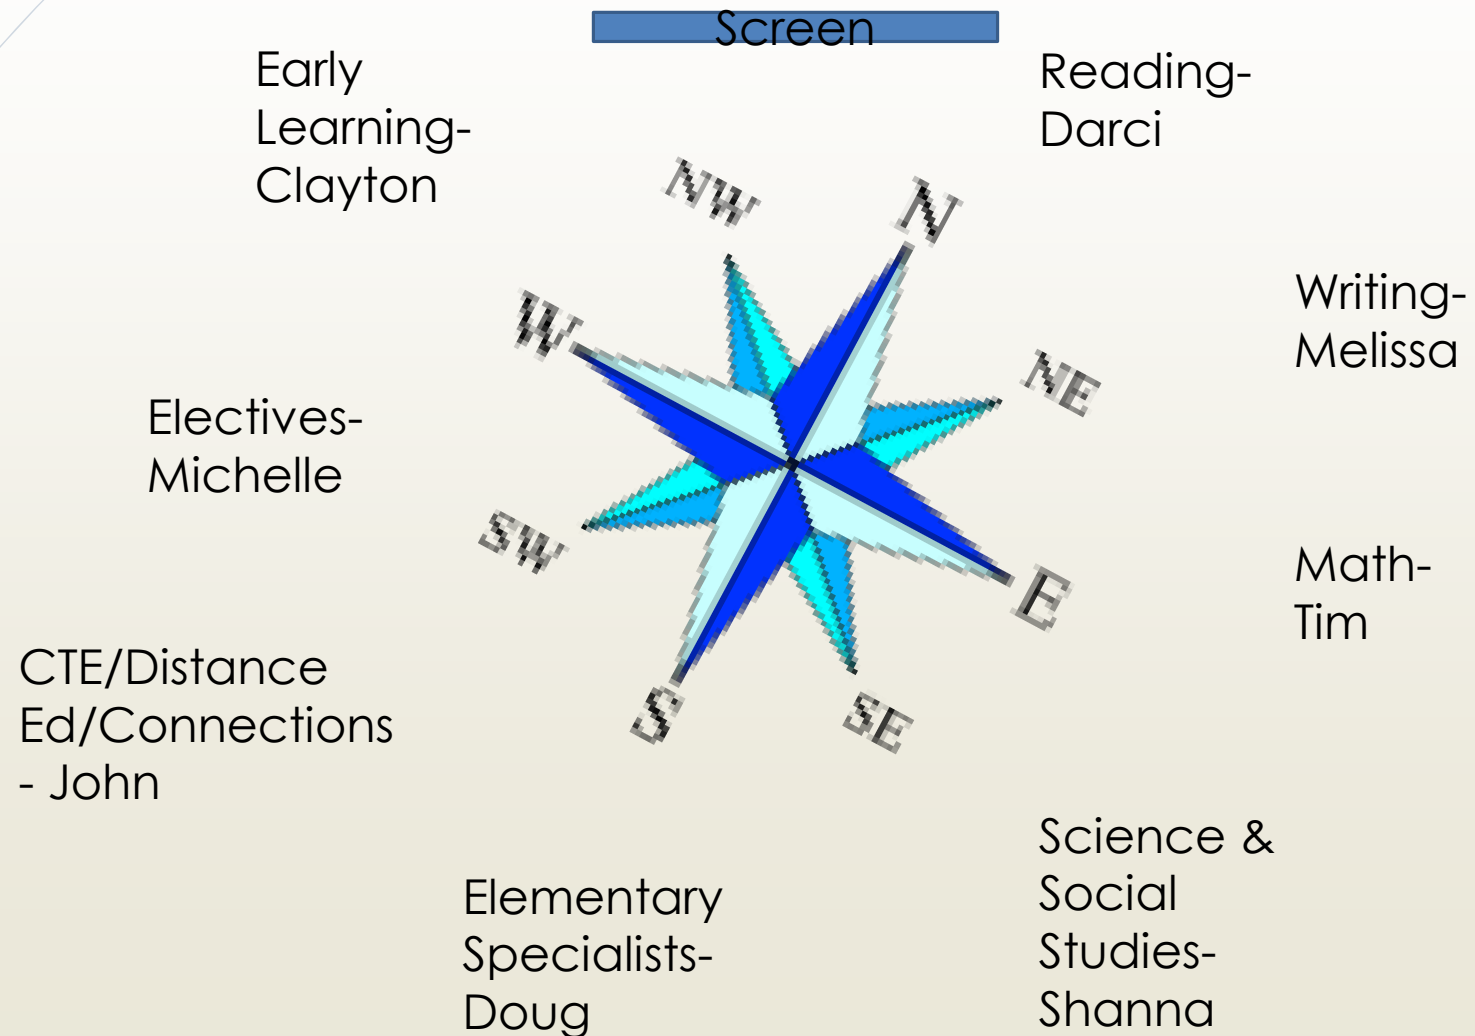 Screen
Early
Learning-
Clayton
Reading-
Darci
NW
N
Writing-
Melissa
W
NE
Electives-
Michelle
SW
Math-
Tim
E
CTE/Distance
Ed/Connections
- John
S
SE
Science &
Social
Studies-
Shanna
Elementary
Specialists-
Doug